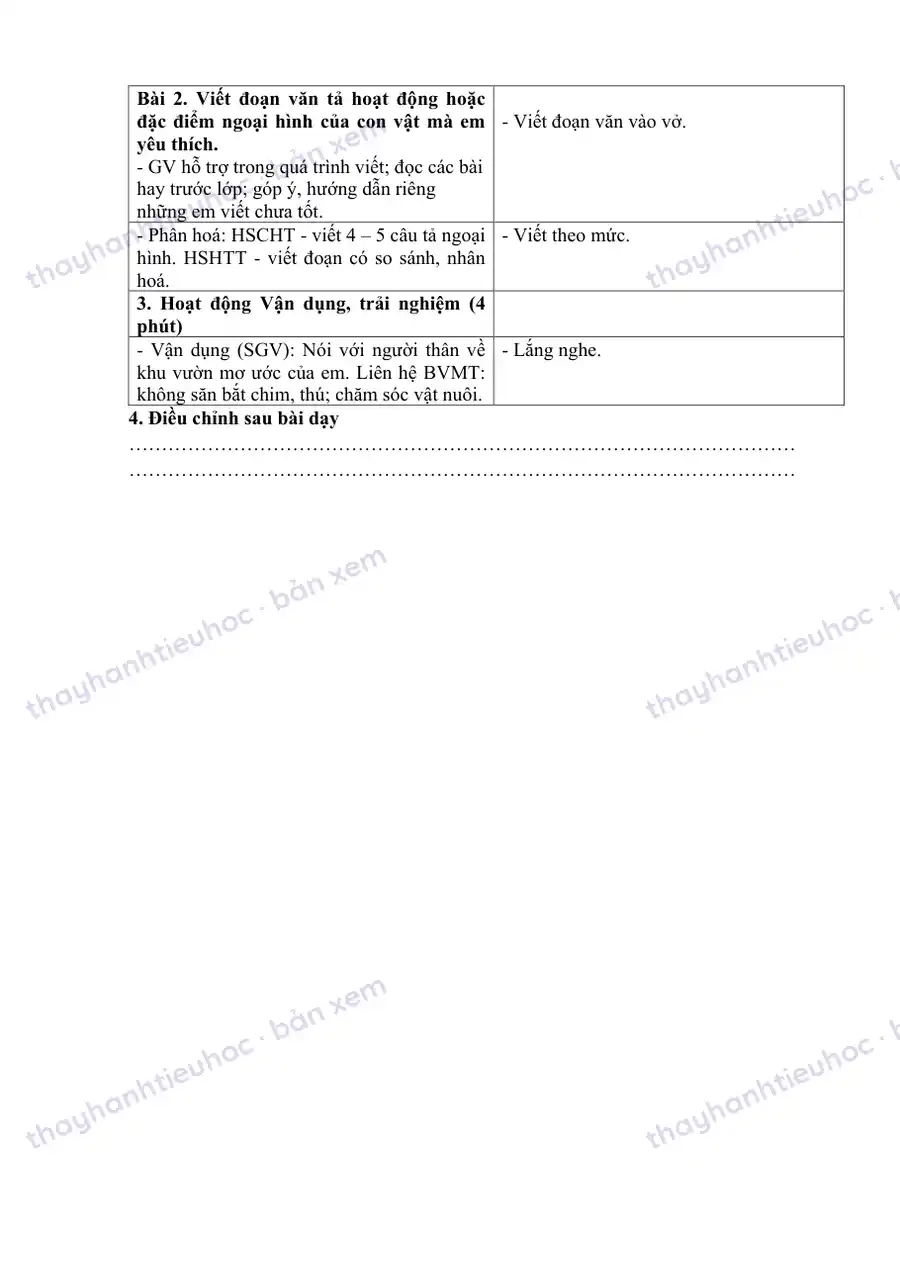 Bài 2. Viết đoạn văn tả hoạt động hoặc
đặc điểm ngoại hình của con vật mà em
yêu thích.
- GV hỗ trợ trong quá trình viết; đọc các bài
hay trước lớp; góp ý, hướng dẫn riêng
những em viết chưa tốt.
- Viết đoạn văn vào vở.
- Phân hoá: HSCHT - viết 4 – 5 câu tả ngoại
hình. HSHTT - viết đoạn có so sánh, nhân
hoá.
- Viết theo mức.
3. Hoạt động Vận dụng, trải nghiệm (4
phút)
- Vận dụng (SGV): Nói với người thân về
khu vườn mơ ước của em. Liên hệ BVMT:
không săn bắt chim, thú; chăm sóc vật nuôi.
- Lắng nghe.
4. Điều chỉnh sau bài dạy
……………………………………………………………………………………………
……………………………………………………………………………………………
thayhanhtieuhoc · bản xem
thayhanhtieuhoc · b
thayhanhtieuhoc · bản xem
thayhanhtieuhoc · b
thayhanhtieuhoc · bản xem
thayhanhtieuhoc · b